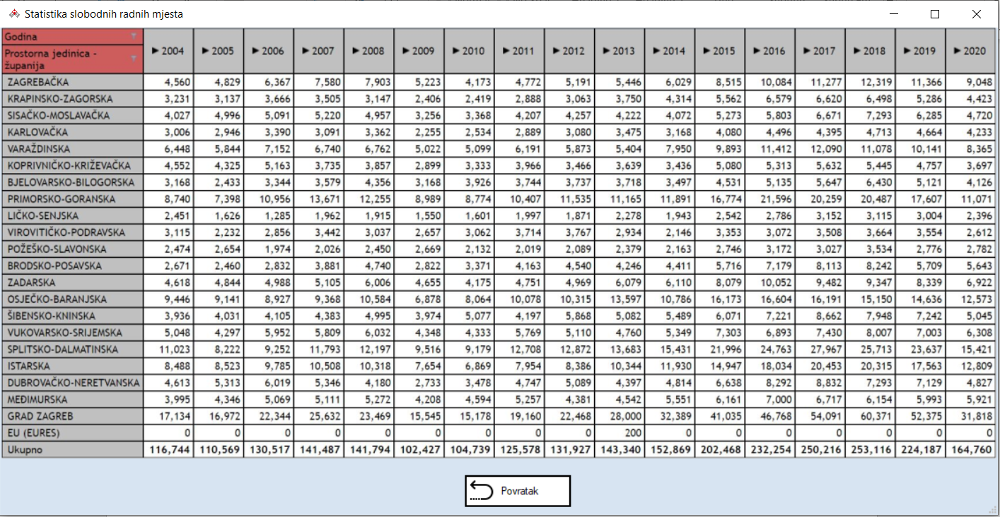 Statistika slobodnih radnih mjesta
Godina
Prostorna jedinica -
županija
► 2004 ► 2005 ► 2006 ► 2007 ► 2008 ► 2009 ► 2010 ► 2011 ► 2012 ► 2013 ► 2014 ► 2015 ► 2016 ► 2017 ► 2018 ► 2019 ► 2020
ZAGREBAČKA 4,560 4,829 6,367 7,580 7,903 5,223 4,173 4,772 5,191 5,446 6,029 8,515 10,084 11,277 12,319 11,366 9,048
KRAPINSKO-ZAGORSKA 3,231 3,137 3,666 3,505 3,147 2,406 2,419 2,888 3,063 3,750 4,314 5,562 6,579 6,620 6,498 5,286 4,423
SISAČKO-MOSLAVAČKA 4,027 4,996 5,091 5,220 4,957 3,256 3,368 4,207 4,257 4,222 4,072 5,273 5,803 6,671 7,293 6,285 4,720
KARLOVAČKA 3,006 2,946 3,390 3,091 3,362 2,255 2,534 2,889 3,080 3,475 3,168 4,080 4,496 4,395 4,713 4,664 4,233
VARAŽDINSKA 6,448 5,844 7,152 6,740 6,762 5,022 5,099 6,191 5,873 5,404 7,950 9,893 11,412 12,090 11,078 10,141 8,365
KOPRIVNIČKO-KRIŽEVAČKA 4,552 4,325 5,163 3,735 3,857 2,899 3,333 3,966 3,466 3,639 3,436 5,080 5,313 5,632 5,445 4,757 3,697
BJELOVARSKO-BILOGORSKA 3,168 2,433 3,344 3,579 4,356 3,168 3,926 3,744 3,737 3,718 3,497 4,531 5,135 5,647 6,430 5,121 4,126
PRIMORSKO-GORANSKA 8,740 7,398 10,956 13,671 12,255 8,989 8,774 10,407 11,535 11,165 11,891 16,774 21,596 20,259 20,487 17,607 11,071
LIČKO-SENJSKA 2,451 1,626 1,285 1,962 1,915 1,550 1,601 1,997 1,871 2,278 1,943 2,542 2,786 3,152 3,115 3,004 2,396
VIROVITIČKO-PODRAVSKA 3,115 2,232 2,856 3,442 3,037 2,657 3,062 3,714 3,767 2,934 2,146 3,353 3,072 3,508 3,664 3,554 2,612
POŽEŠKO-SLAVONSKA 2,474 2,654 1,974 2,026 2,450 2,669 2,132 2,019 2,089 2,379 2,163 2,746 3,172 3,027 3,534 2,776 2,782
BRODSKO-POSAVSKA 2,671 2,460 2,832 3,881 4,740 2,822 3,371 4,163 4,540 4,246 4,411 5,716 7,179 8,113 8,242 5,709 5,643
ZADARSKA 4,618 4,844 4,988 5,105 6,006 4,655 4,175 4,751 4,969 6,079 6,110 8,079 10,052 9,482 9,347 8,339 6,922
OSJEČKO-BARANJSKA 9,446 9,141 8,927 9,368 10,584 6,878 8,064 10,078 10,315 13,597 10,786 16,173 16,604 16,191 15,150 14,636 12,573
ŠIBENSKO-KNINSKA 3,936 4,031 4,105 4,383 4,995 3,974 5,077 4,197 5,868 5,082 5,489 6,071 7,221 8,662 7,948 7,242 5,045
VUKOVARSKO-SRIJEMSKA 5,048 4,297 5,952 5,809 6,032 4,348 4,333 5,769 5,110 4,760 5,349 7,303 6,893 7,430 8,007 7,003 6,308
SPLITSKO-DALMATINSKA 11,023 8,222 9,252 11,793 12,197 9,516 9,179 12,708 12,872 13,683 15,431 21,996 24,763 27,967 25,713 23,637 15,421
ISTARSKA 8,488 8,523 9,785 10,508 10,318 7,654 6,869 7,954 8,386 10,344 11,930 14,947 18,034 20,453 20,315 17,563 12,809
DUBROVAČKO-NERETVANSKA 4,613 5,313 6,019 5,346 4,180 2,733 3,478 4,747 5,089 4,397 4,814 6,638 8,292 8,832 7,293 7,129 4,827
MEĐIMURSKA 3,995 4,346 5,069 5,111 5,272 4,208 4,594 5,257 4,381 4,542 5,551 6,161 7,000 6,717 6,154 5,993 5,921
GRAD ZAGREB 17,134 16,972 22,344 25,632 23,469 15,545 15,178 19,160 22,468 28,000 32,389 41,035 46,768 54,091 60,371 52,375 31,818
EU (EURES) 0 0 0 0 0 0 0 0 0 200 0 0 0 0 0 0 0
Ukupno 116,744 110,569 130,517 141,487 141,794 102,427 104,739 125,578 131,927 143,340 152,869 202,468 232,254 250,216 253,116 224,187 164,760
Povratak